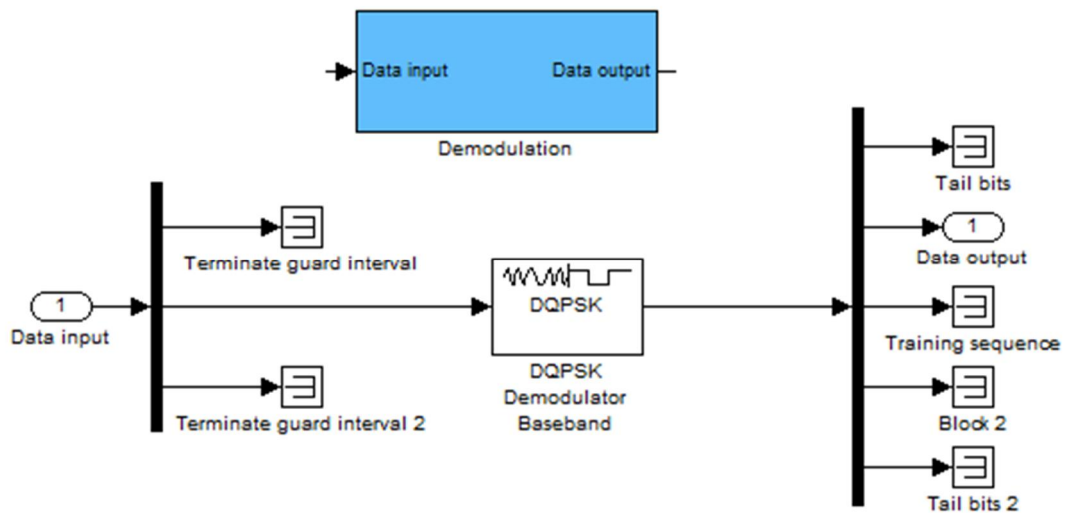 Data input Data output
Demodulation
Tail bits
1
Data output
Terminate guard interval
DQPSK
1
Data input
Training sequence
DQPSK
Demodulator
Baseband
Terminate guard interval 2
Block 2
Tail bits 2